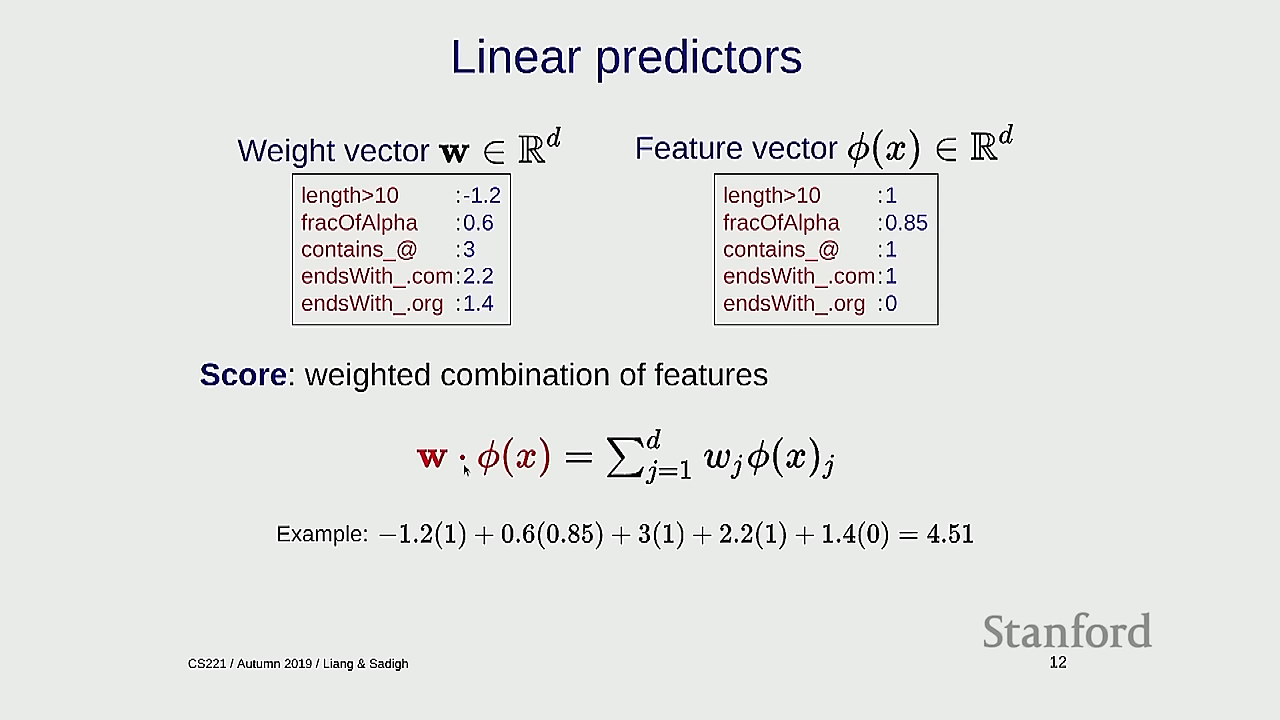 Linear predictors
Weight vector w ∈ ℝ^d
length>10 :-1.2
fracOfAlpha :0.6
contains_@ :3
endsWith_.com:2.2
endsWith_.org :1.4
Feature vector ϕ(x) ∈ ℝ^d
length>10 :1
fracOfAlpha :0.85
contains_@ :1
endsWith_.com:1
endsWith_.org :0
Score: weighted combination of features
w · ϕ(x) = ∑_{j=1}^d w_j ϕ(x)_j
Example: −1.2(1) + 0.6(0.85) + 3(1) + 2.2(1) + 1.4(0) = 4.51
Stanford
CS221 / Autumn 2019 / Liang & Sadigh
12